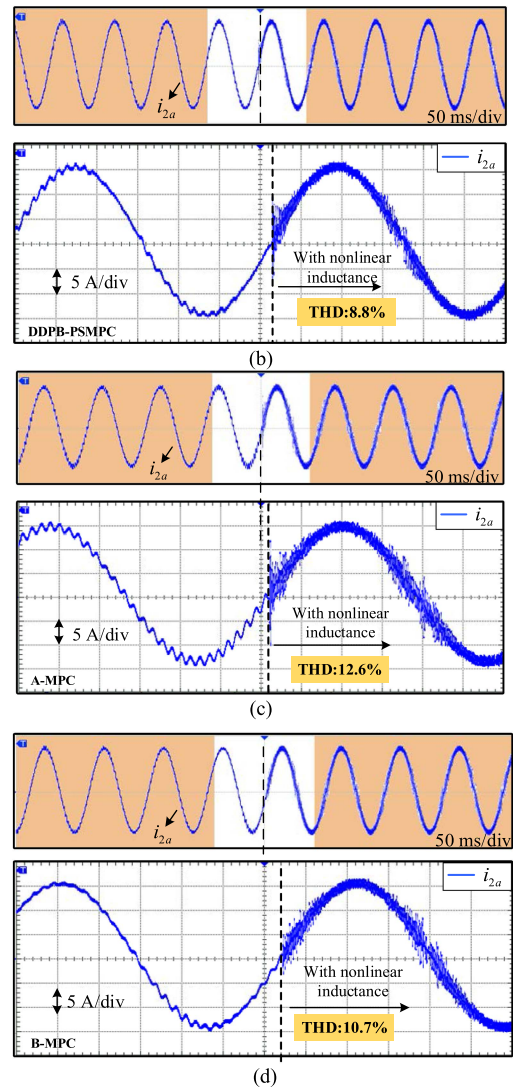 T
i2a
50 ms/div
T
i2a
5 A/div
With nonlinear
inductance
THD:8.8%
DDPB-PSMPC
(b)
T
i2a
50 ms/div
T
i2a
5 A/div
With nonlinear
inductance
THD:12.6%
A-MPC
(c)
T
i2a
50 ms/div
T
i2a
5 A/div
With nonlinear
inductance
THD:10.7%
B-MPC
(d)